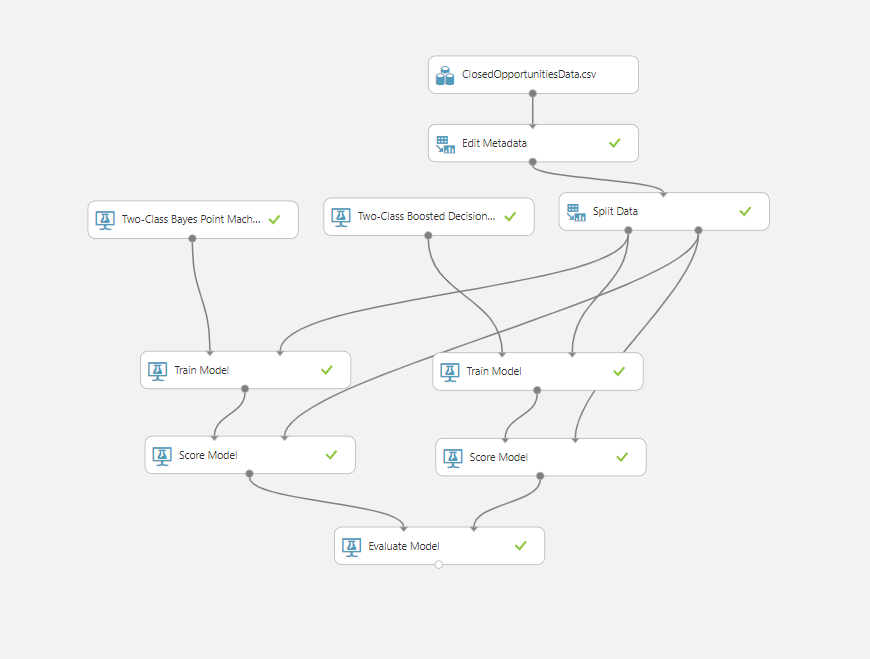 ClosedOpportunitiesData.csv
Edit Metadata
Split Data
Two-Class Bayes Point Mach...
Two-Class Boosted Decision...
Train Model
Train Model
Score Model
Score Model
Evaluate Model